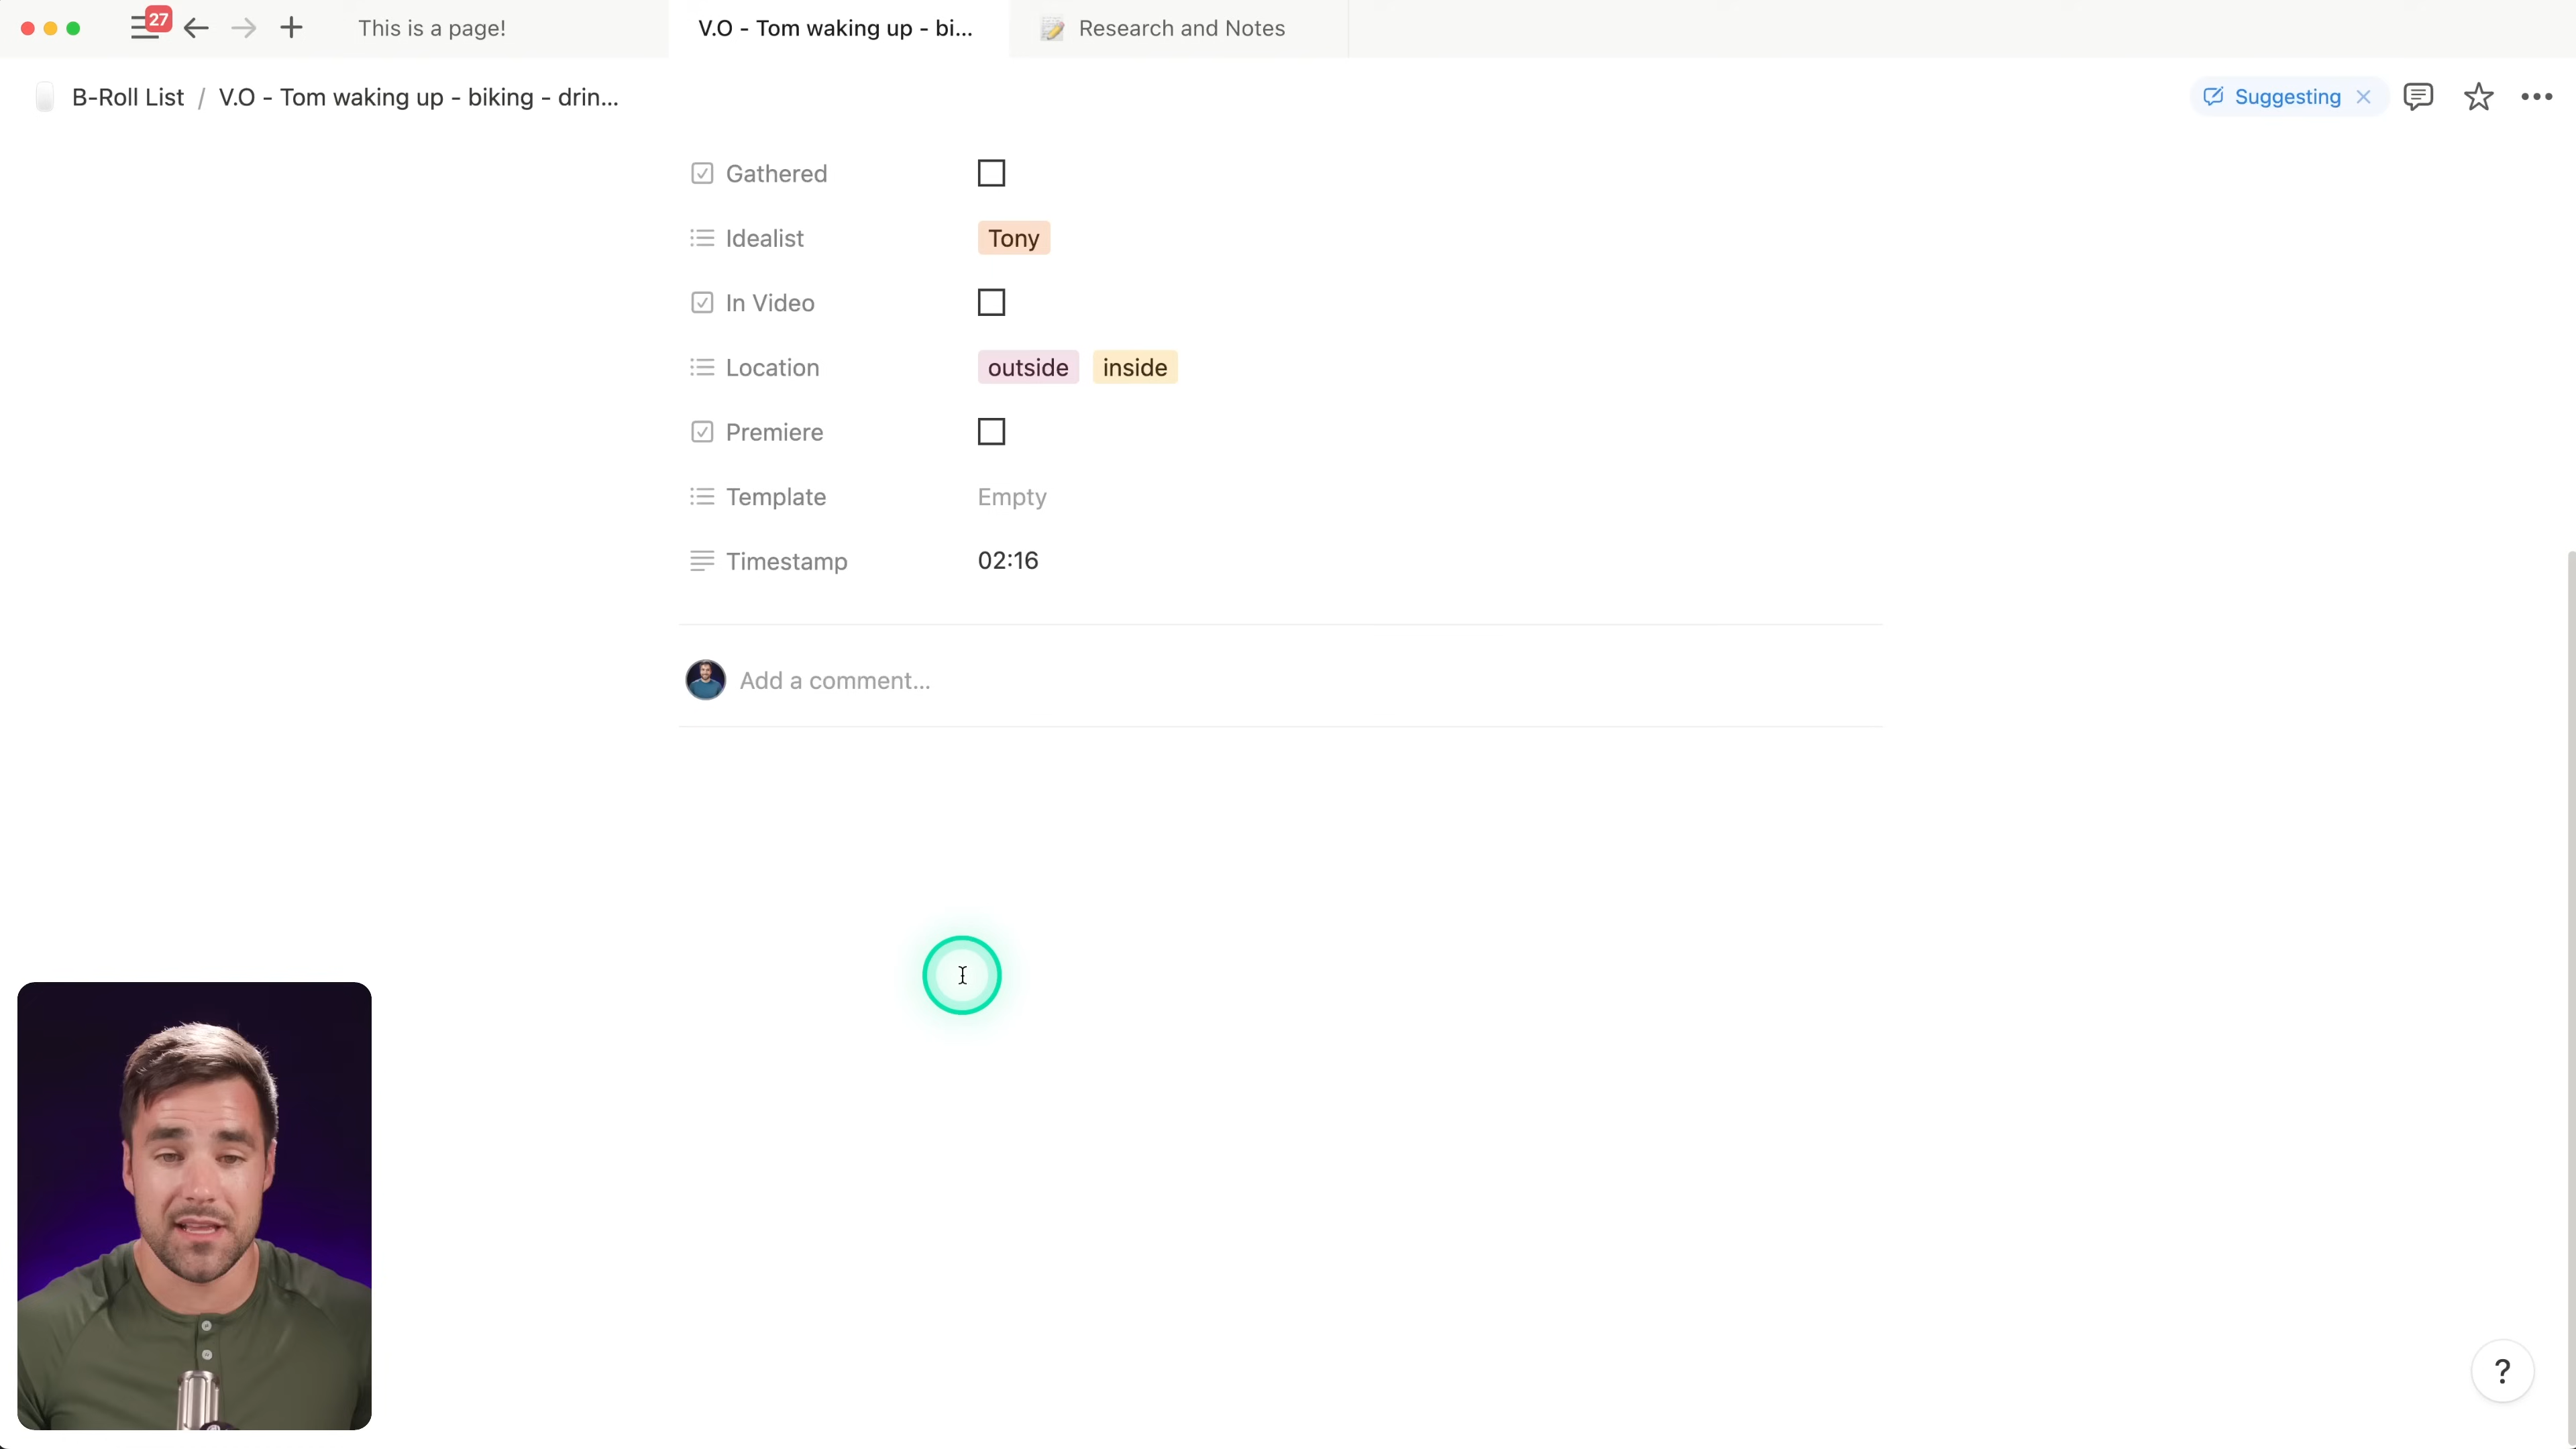 27
This is a page!
V.O - Tom waking up - bi...
Research and Notes
B-Roll List / V.O - Tom waking up - biking - drin...
Suggesting
Gathered
Idealist Tony
In Video
Location outside inside
Premiere
Template Empty
Timestamp 02:16
Add a comment...
?